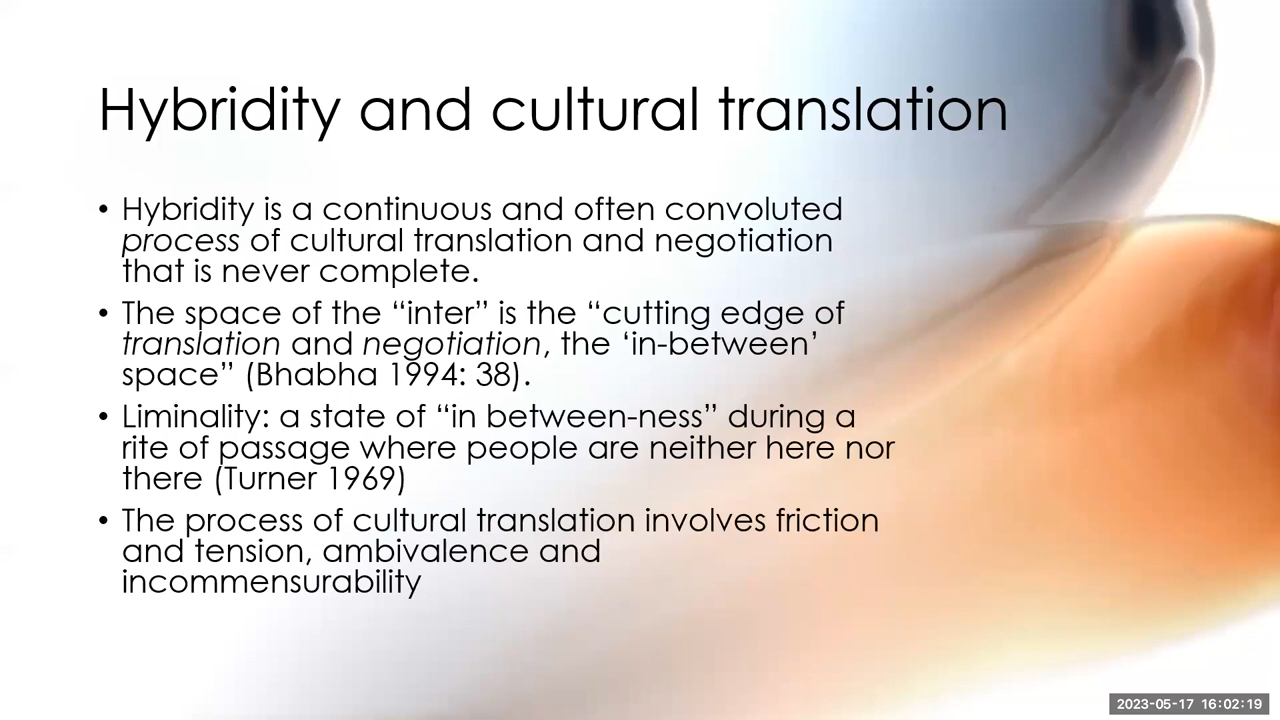 Hybridity and cultural translation
• Hybridity is a continuous and often convoluted
process of cultural translation and negotiation
that is never complete.
• The space of the “inter” is the “cutting edge of
translation and negotiation, the ‘in-between’
space” (Bhabha 1994: 38).
• Liminality: a state of “in between-ness” during a
rite of passage where people are neither here nor
there (Turner 1969)
• The process of cultural translation involves friction
and tension, ambivalence and
incommensurability
2023-05-17 16:02:19